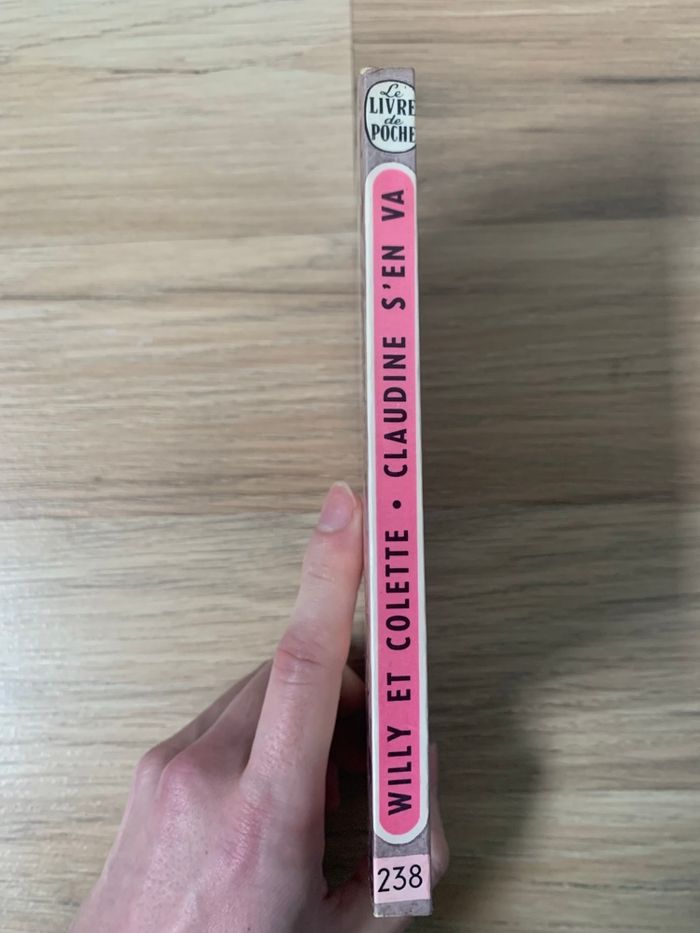 Le
LIVRE
de
POCHE
WILLY ET COLETTE • CLAUDINE S'EN VA
238